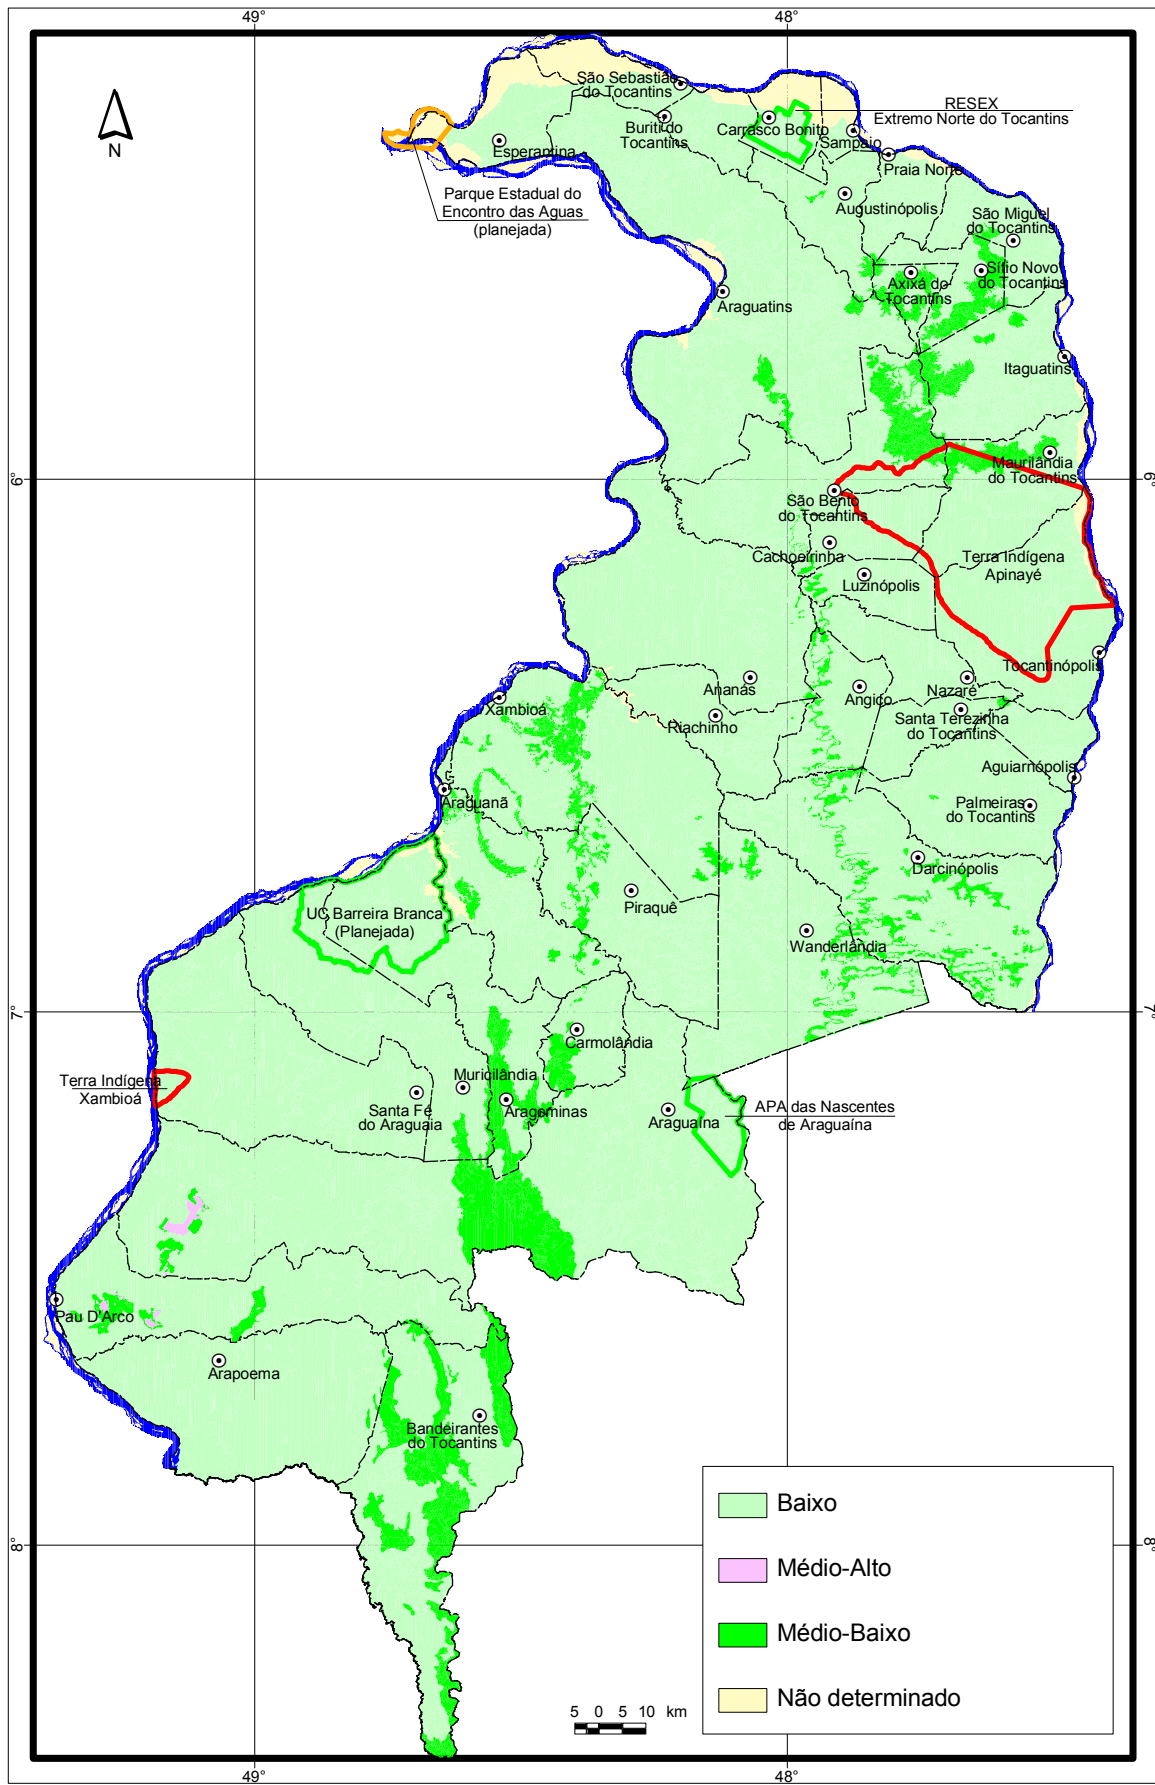 49°
48°
N
São Sebastião
do Tocantins
Buriti do
Tocantins
Carrasco Bonito
RESEX
Extremo Norte do Tocantins
Sampaio
Esperantina
Praia Norte
Parque Estadual do
Encontro das Aguas
(planejada)
Augustinópolis
São Miguel
do Tocantins
Sítio Novo
do Tocantins
Axixá do
Tocantins
Araguatins
Itaguatins
6°
6°
Maurilândia
do Tocantins
São Bento
do Tocantins
Cachoeirinha
Terra Indígena
Apinayé
Luzinópolis
Tocantinópolis
Ananás
Angico
Nazaré
Xambioá
Riachinho
Santa Terezinha
do Tocantins
Aguiarnópolis
Araguanã
Palmeiras
do Tocantins
Darcinópolis
Piraquê
UC Barreira Branca
(Planejada)
Wanderlândia
7°
7°
Carmolândia
Terra Indígena
Xambioá
Muricilândia
Santa Fé
do Araguaia
Aragominas
Araguaína
APA das Nascentes
de Araguaína
Pau D'Arco
Arapoema
Bandeirantes
do Tocantins
8°
8°
Baixo
Médio-Alto
Médio-Baixo
Não determinado
5 0 5 10 km
49°
48°